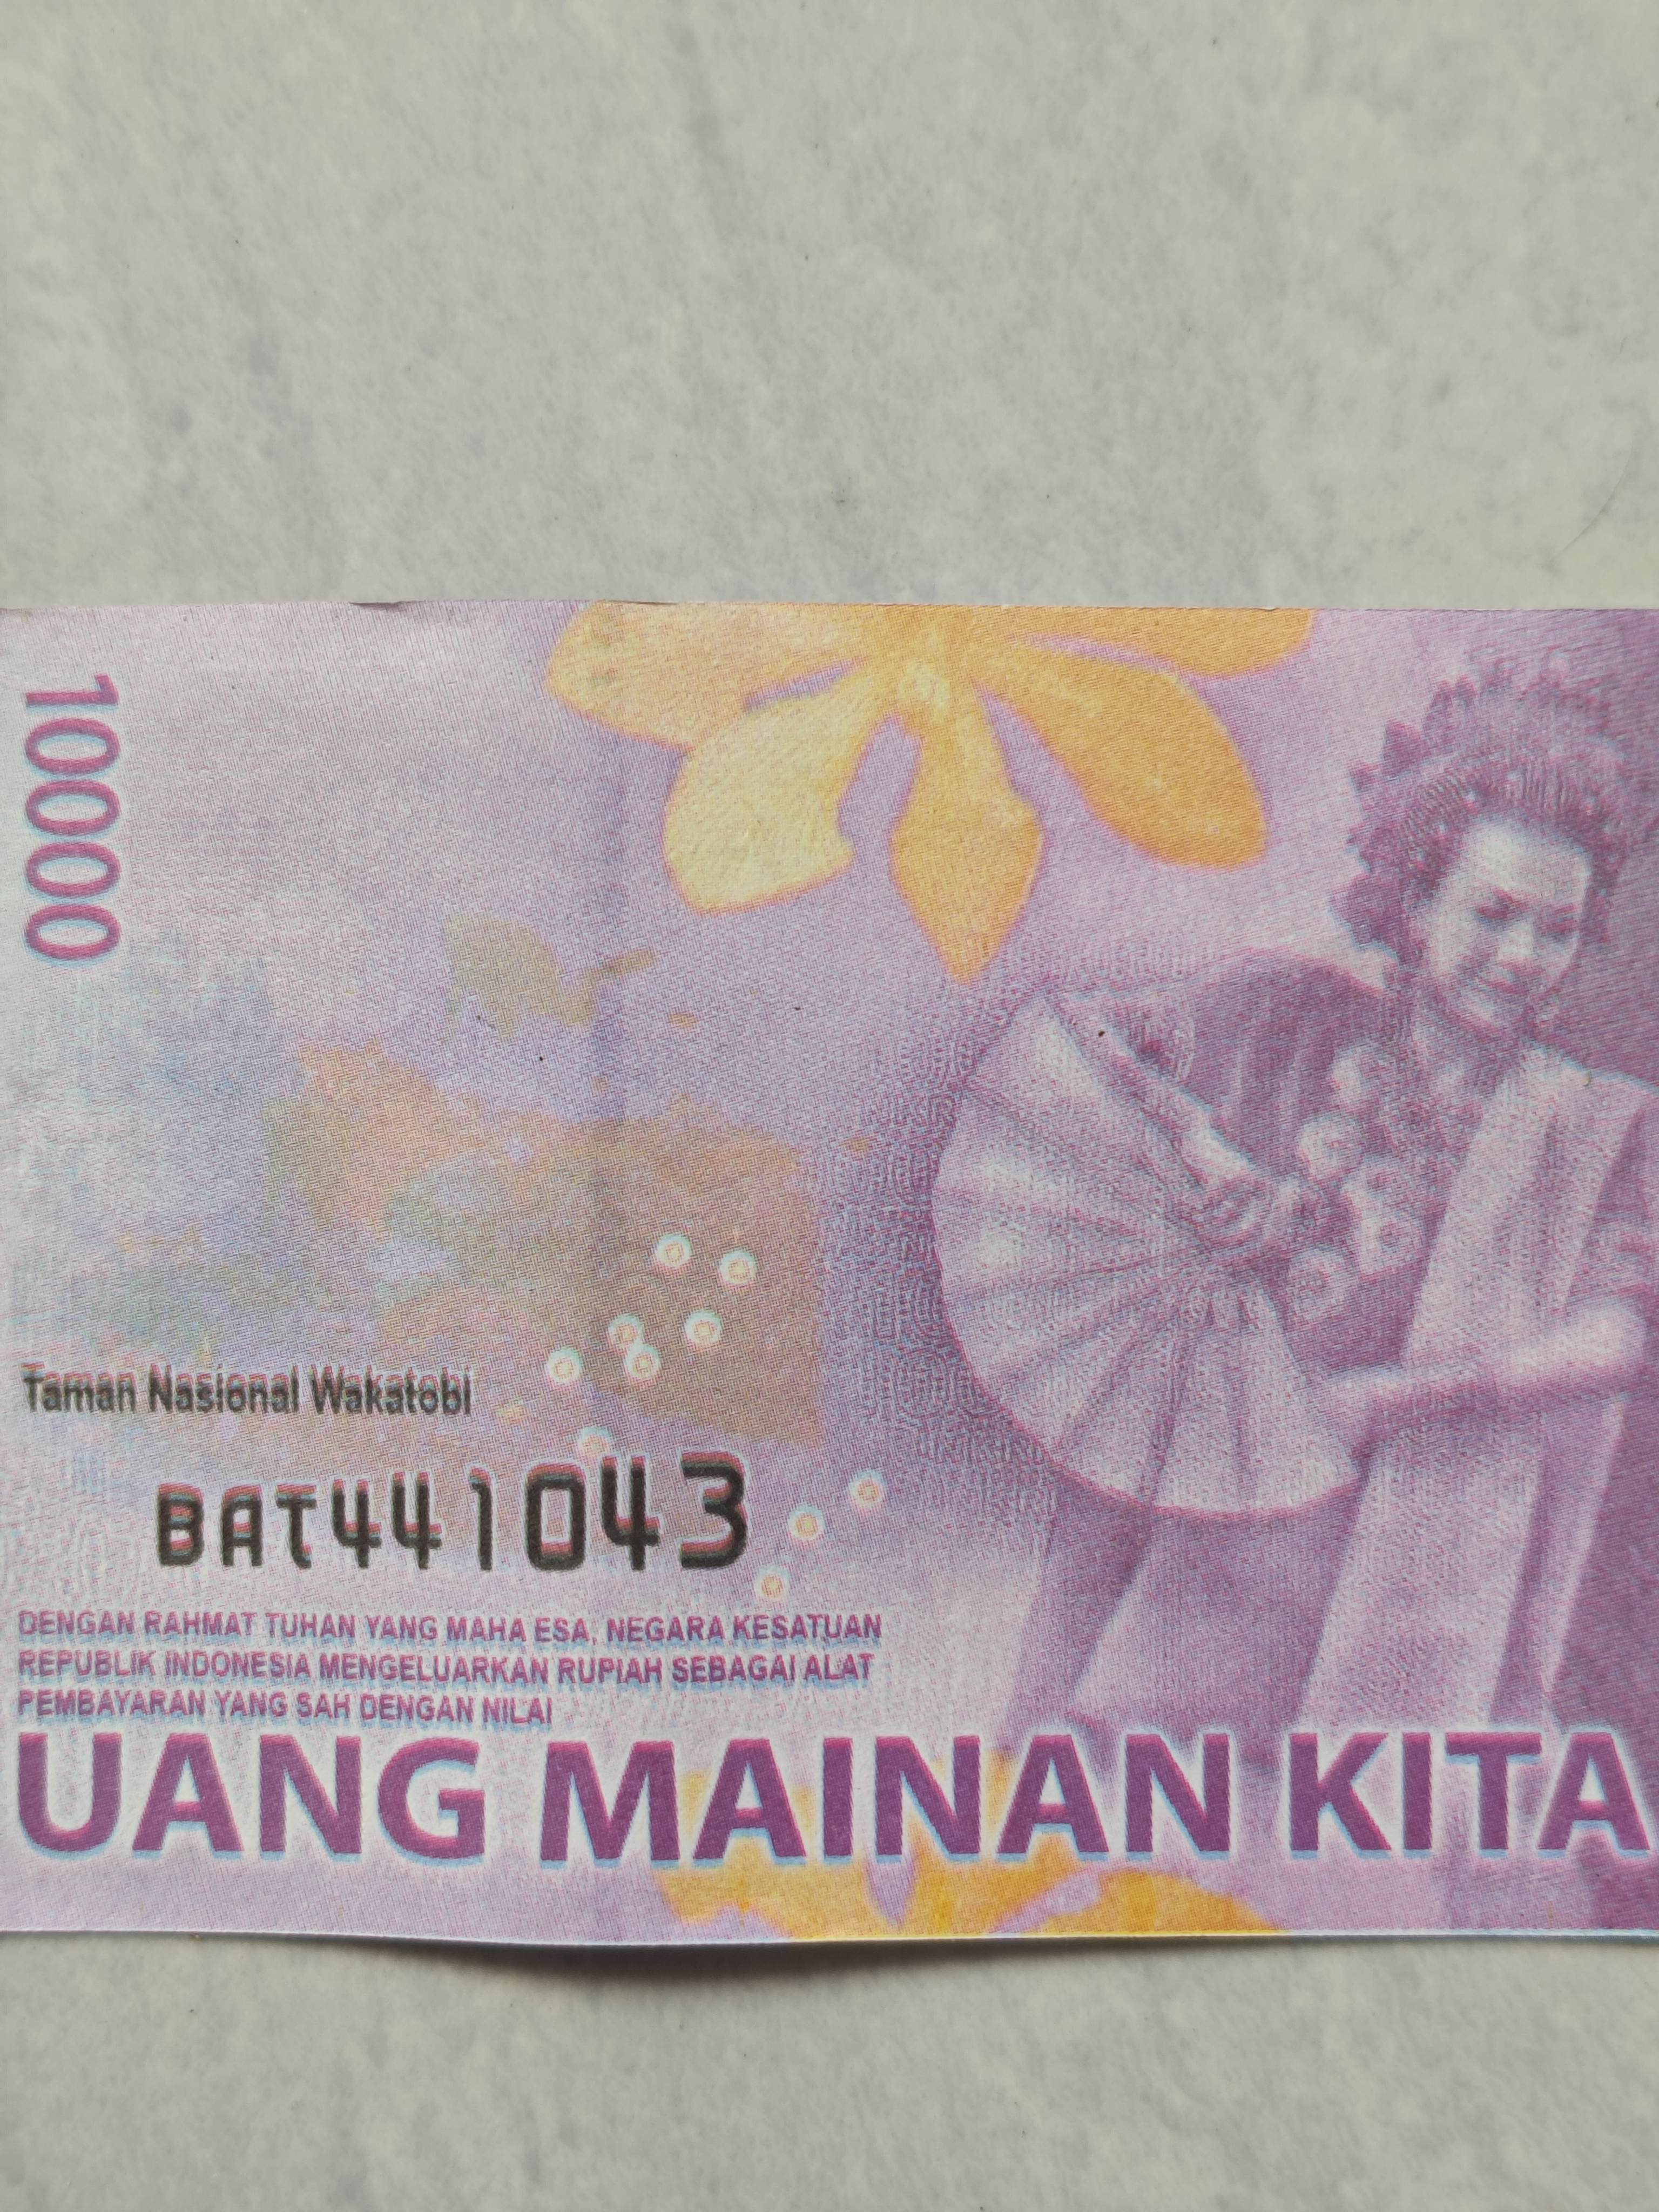 10000
Taman Nasional Wakatobi
BAT441043
DENGAN RAHMAT TUHAN YANG MAHA ESA, NEGARA KESATUAN
REPUBLIK INDONESIA MENGELUARKAN RUPIAH SEBAGAI ALAT
PEMBAYARAN YANG SAH DENGAN NILAI
UANG MAINAN KITA